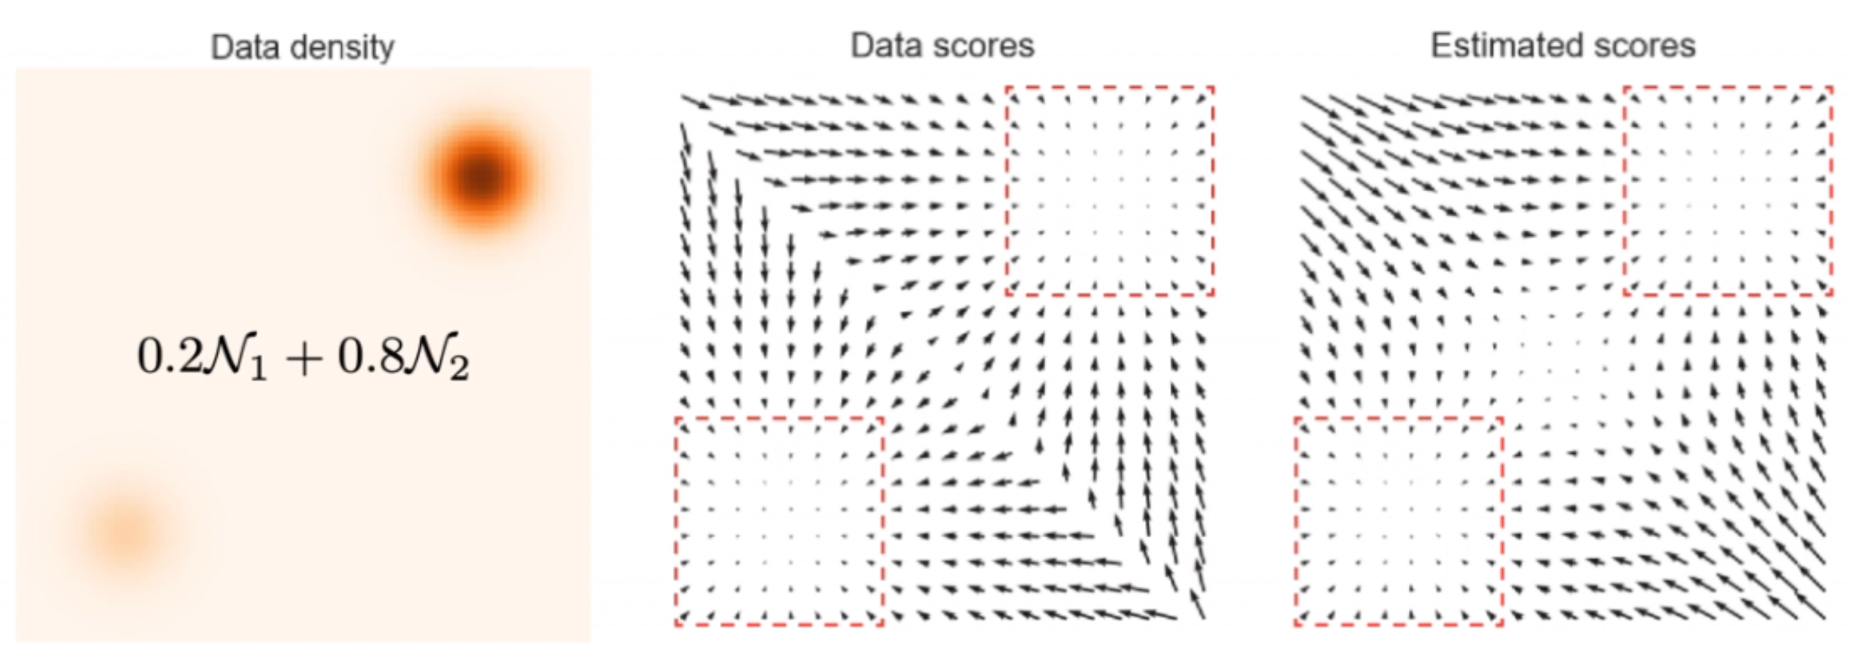 Data density
Data scores
Estimated scores
0.2𝒩₁ + 0.8𝒩₂